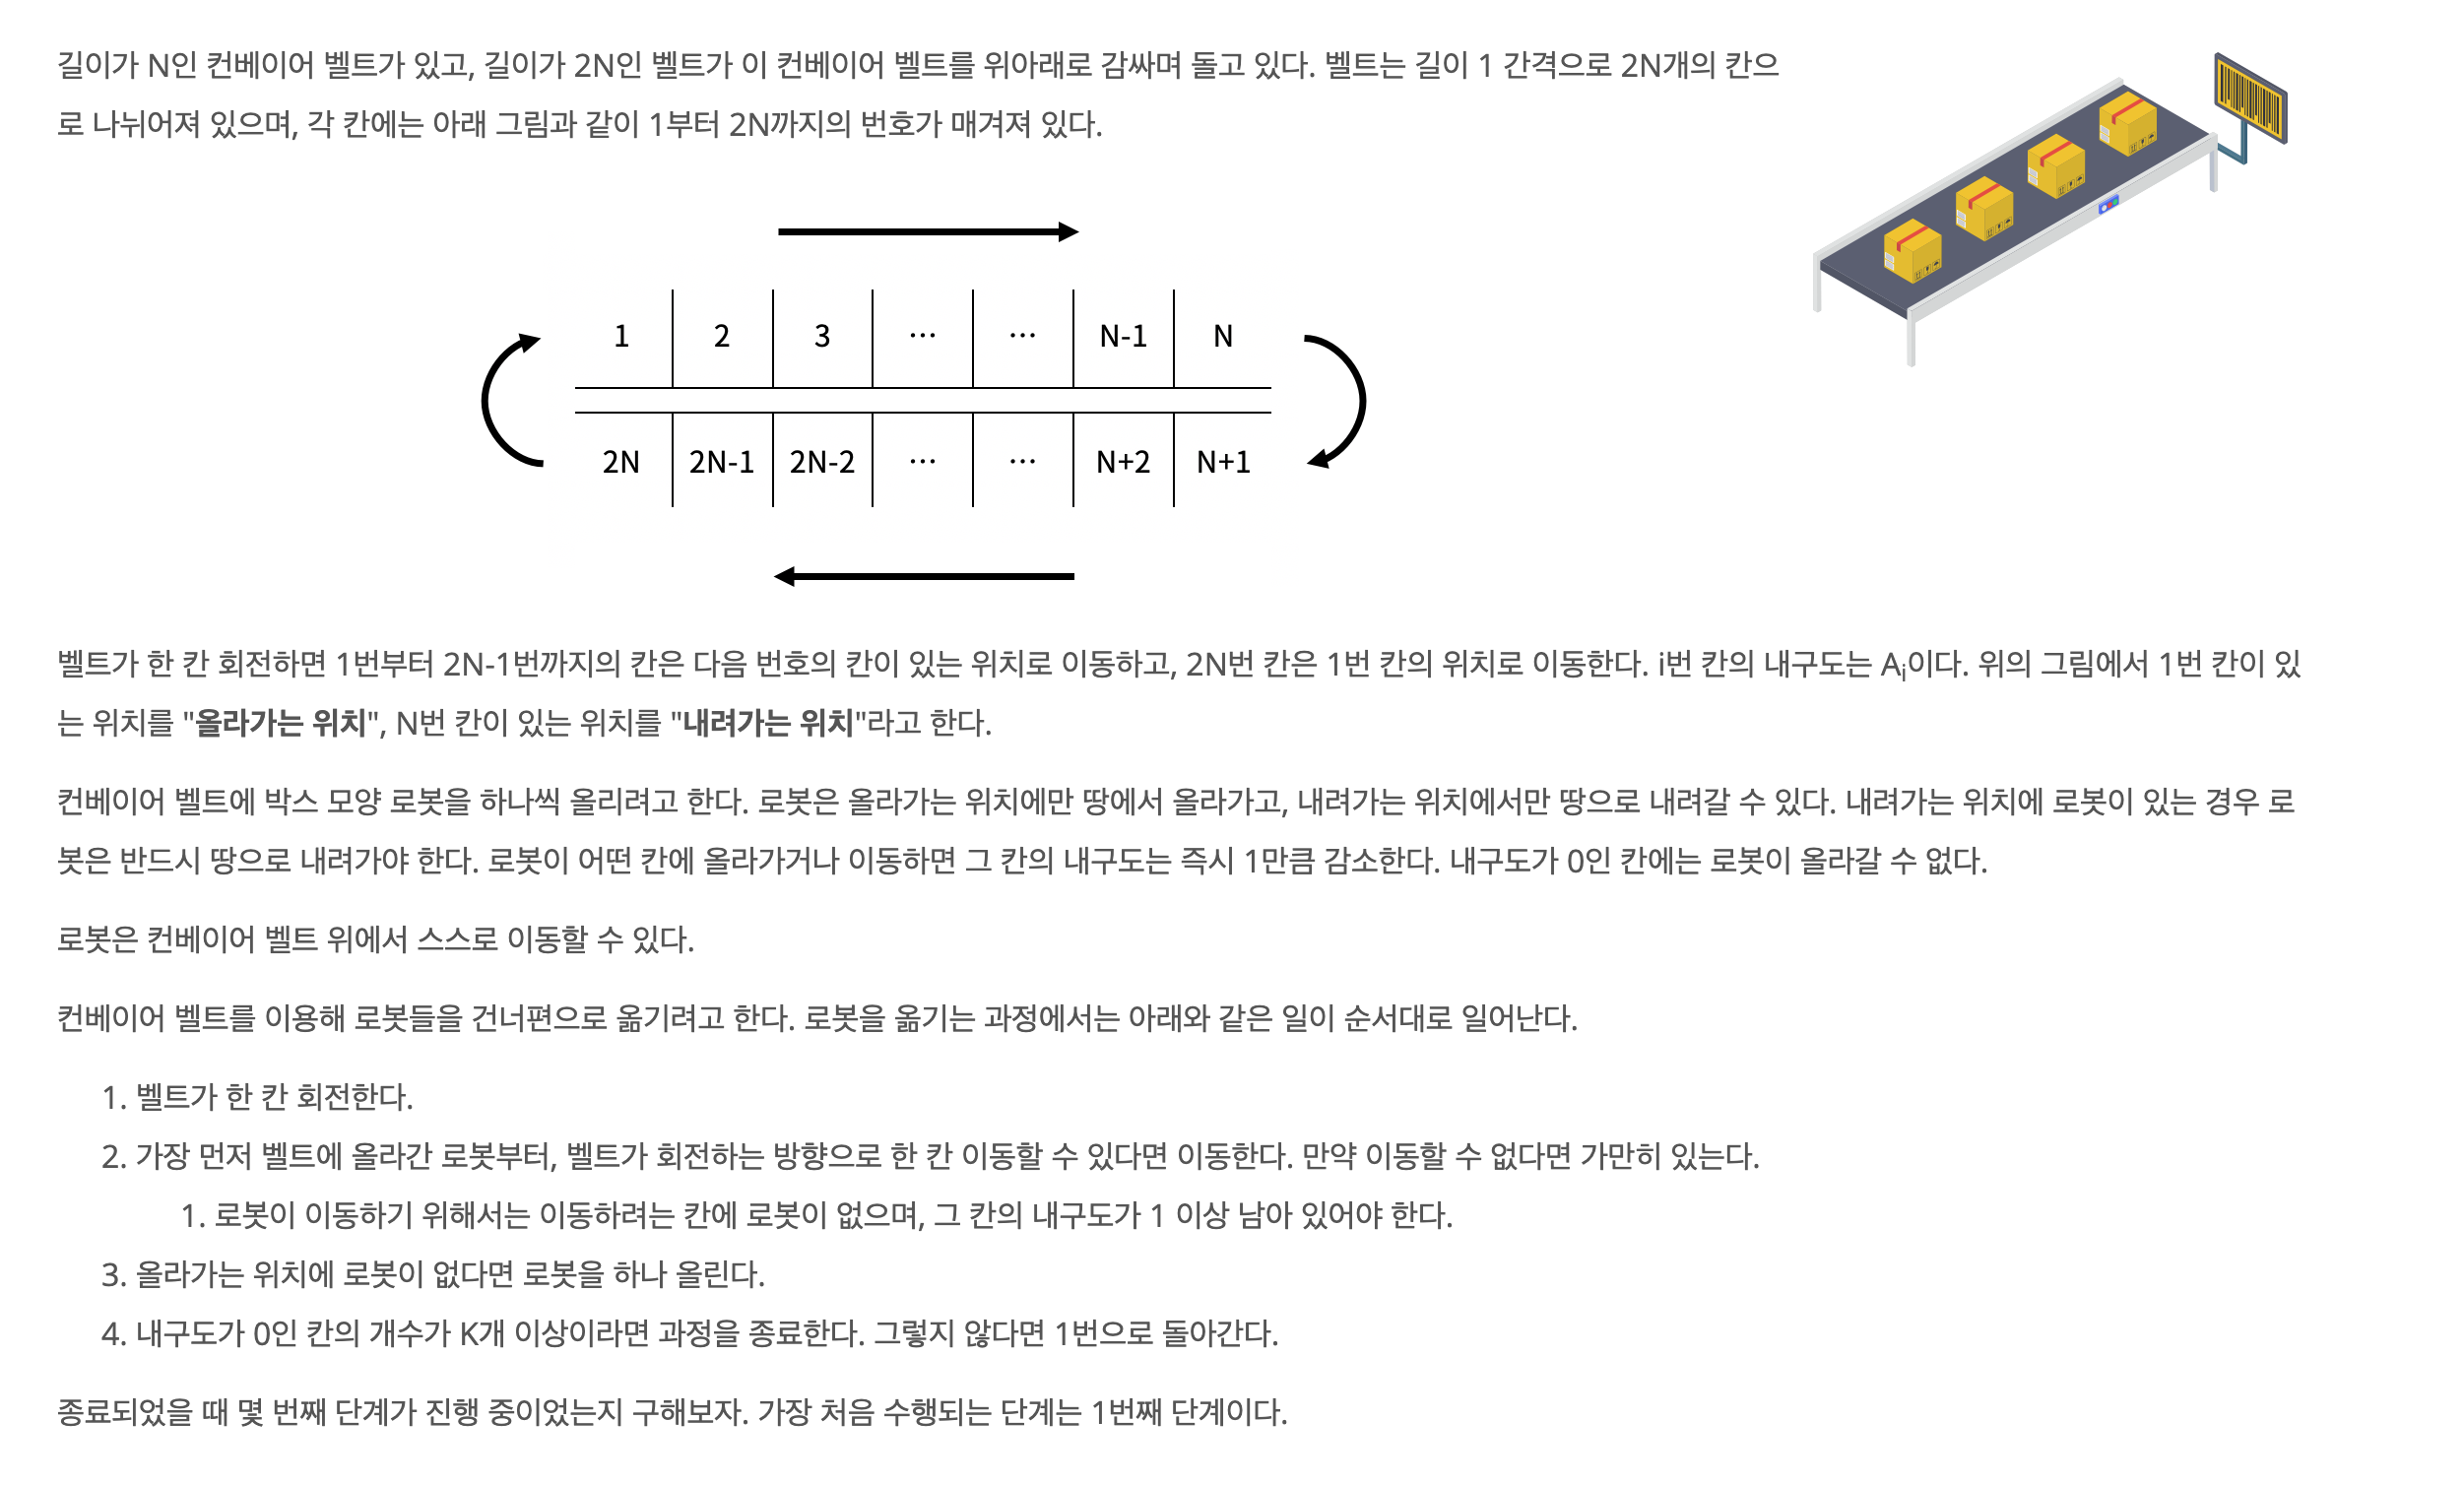 길이가 N인 컨베이어 벨트가 있고, 길이가 2N인 벨트가 이 컨베이어 벨트를 위아래로 감싸며 돌고 있다. 벨트는 길이 1 간격으로 2N개의 칸으
로 나뉘어져 있으며, 각 칸에는 아래 그림과 같이 1부터 2N까지의 번호가 매겨져 있다.
1 2 3 ⋯ ⋯ N-1 N
2N 2N-1 2N-2 ⋯ ⋯ N+2 N+1
벨트가 한 칸 회전하면 1번부터 2N-1번까지의 칸은 다음 번호의 칸이 있는 위치로 이동하고, 2N번 칸은 1번 칸의 위치로 이동한다. i번 칸의 내구도는 Ai이다. 위의 그림에서 1번 칸이 있
는 위치를 "올라가는 위치", N번 칸이 있는 위치를 "내려가는 위치"라고 한다.
컨베이어 벨트에 박스 모양 로봇을 하나씩 올리려고 한다. 로봇은 올라가는 위치에만 땅에서 올라가고, 내려가는 위치에서만 땅으로 내려갈 수 있다. 내려가는 위치에 로봇이 있는 경우 로
봇은 반드시 땅으로 내려가야 한다. 로봇이 어떤 칸에 올라가거나 이동하면 그 칸의 내구도는 즉시 1만큼 감소한다. 내구도가 0인 칸에는 로봇이 올라갈 수 없다.
로봇은 컨베이어 벨트 위에서 스스로 이동할 수 있다.
컨베이어 벨트를 이용해 로봇들을 건너편으로 옮기려고 한다. 로봇을 옮기는 과정에서는 아래와 같은 일이 순서대로 일어난다.
1. 벨트가 한 칸 회전한다.
2. 가장 먼저 벨트에 올라간 로봇부터, 벨트가 회전하는 방향으로 한 칸 이동할 수 있다면 이동한다. 만약 이동할 수 없다면 가만히 있는다.
1. 로봇이 이동하기 위해서는 이동하려는 칸에 로봇이 없으며, 그 칸의 내구도가 1 이상 남아 있어야 한다.
3. 올라가는 위치에 로봇이 없다면 로봇을 하나 올린다.
4. 내구도가 0인 칸의 개수가 K개 이상이라면 과정을 종료한다. 그렇지 않다면 1번으로 돌아간다.
종료되었을 때 몇 번째 단계가 진행 중이었는지 구해보자. 가장 처음 수행되는 단계는 1번째 단계이다.